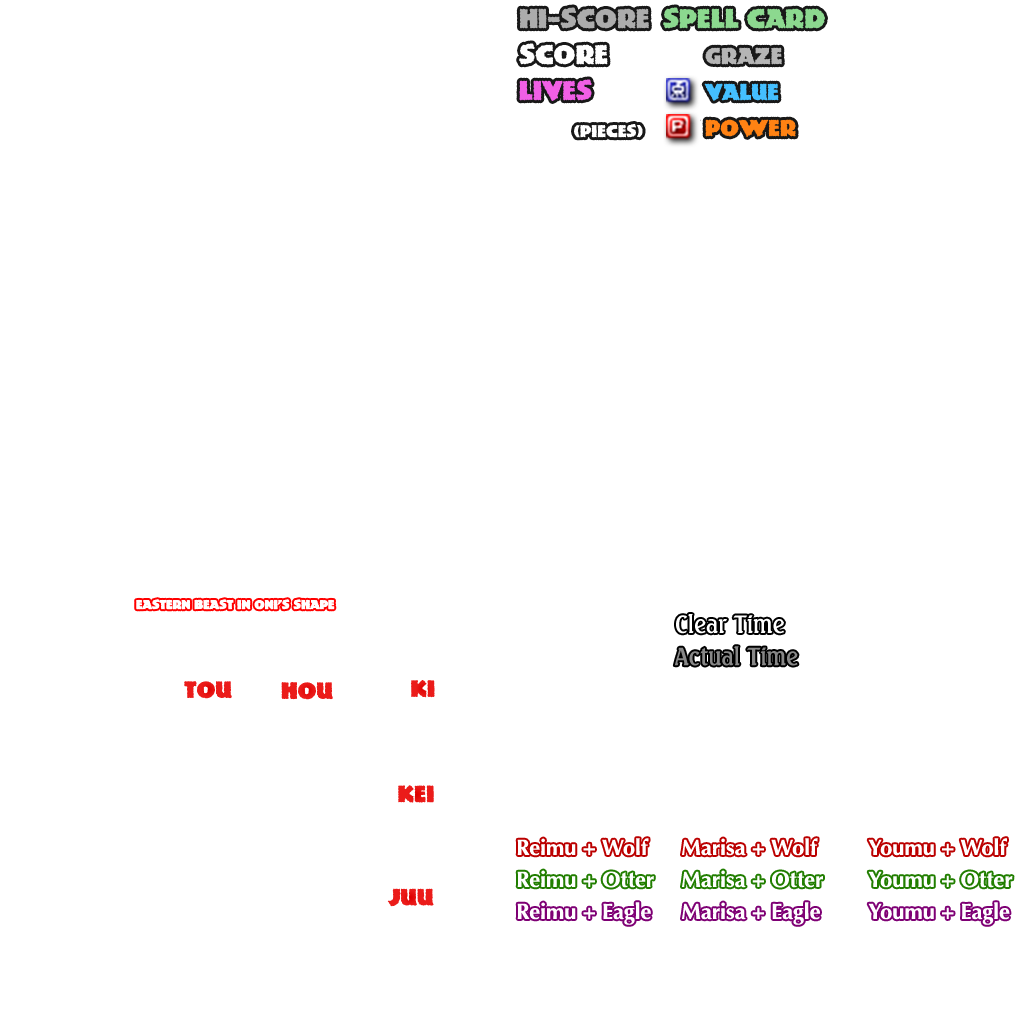 HI-SCORE SPELL CARD
SCORE GRAZE
LIVES VALUE
(PIECES) P POWER
EASTERN BEAST IN ONI'S SHAPE
Clear Time
Actual Time
TOU HOU KI
KEI
JUU
Reimu + Wolf Marisa + Wolf Youmu + Wolf
Reimu + Otter Marisa + Otter Youmu + Otter
Reimu + Eagle Marisa + Eagle Youmu + Eagle